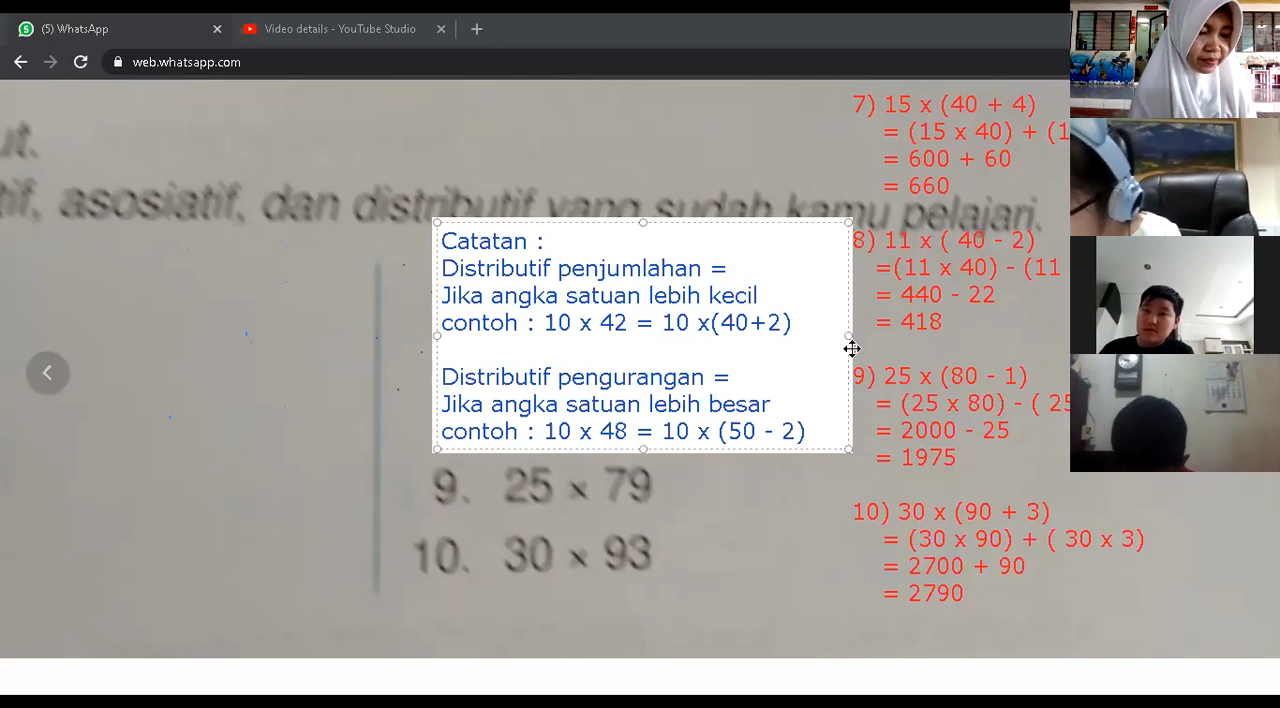 (5) WhatsApp
Video details - YouTube Studio
web.whatsapp.com
ut.
tif, asosiatif, dan distributif yang sudah kamu pelajari.
Catatan :
Distributif penjumlahan =
Jika angka satuan lebih kecil
contoh : 10 x 42 = 10 x(40+2)
Distributif pengurangan =
Jika angka satuan lebih besar
contoh : 10 x 48 = 10 x (50 - 2)
9. 25 × 79
10. 30 × 93
7) 15 x (40 + 4)
= (15 x 40) + (1
= 600 + 60
= 660
8) 11 x ( 40 - 2)
=(11 x 40) - (11
= 440 - 22
= 418
9) 25 x (80 - 1)
= (25 x 80) - ( 25
= 2000 - 25
= 1975
10) 30 x (90 + 3)
= (30 x 90) + ( 30 x 3)
= 2700 + 90
= 2790